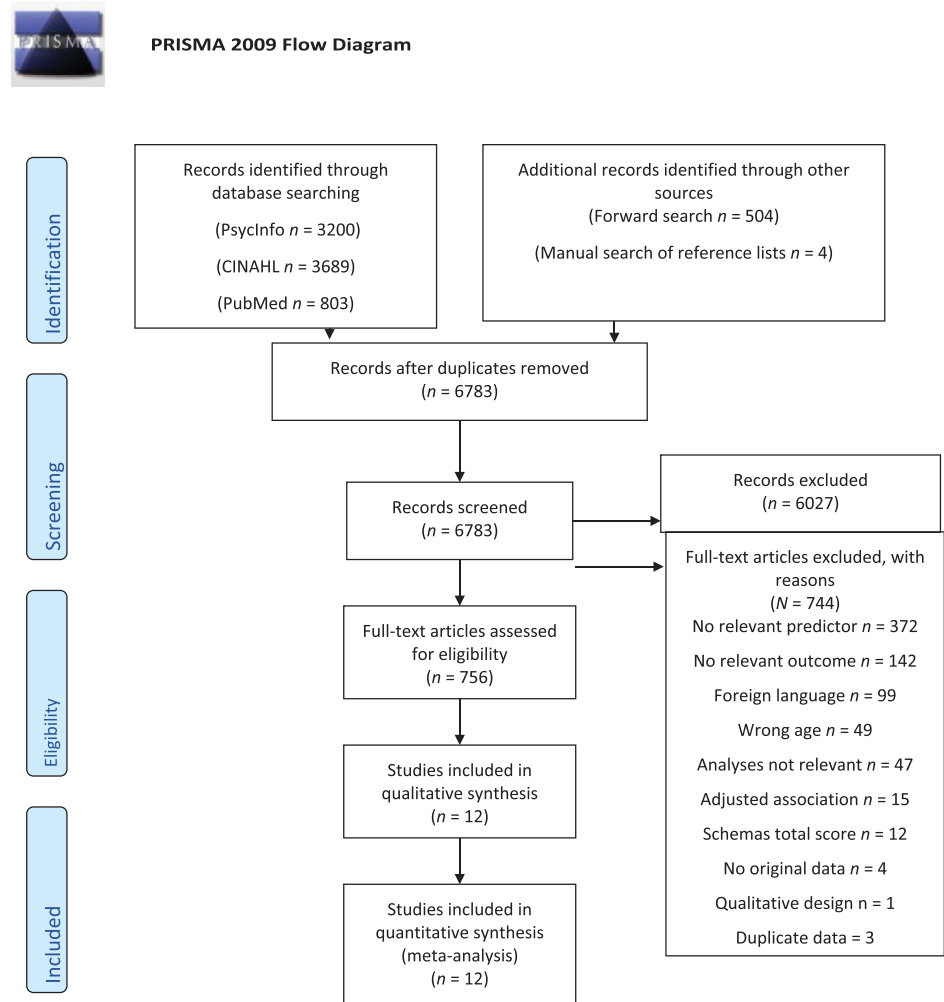 PRISMA
PRISMA 2009 Flow Diagram
Identification
Records identified through
database searching
(PsycInfo n = 3200)
(CINAHL n = 3689)
(PubMed n = 803)
Additional records identified through other
sources
(Forward search n = 504)
(Manual search of reference lists n = 4)
Records after duplicates removed
(n = 6783)
Screening
Records screened
(n = 6783)
Records excluded
(n = 6027)
Full-text articles excluded, with
reasons
(N = 744)
No relevant predictor n = 372
No relevant outcome n = 142
Foreign language n = 99
Wrong age n = 49
Analyses not relevant n = 47
Adjusted association n = 15
Schemas total score n = 12
No original data n = 4
Qualitative design n = 1
Duplicate data = 3
Eligibility
Full-text articles assessed
for eligibility
(n = 756)
Studies included in
qualitative synthesis
(n = 12)
Included
Studies included in
quantitative synthesis
(meta-analysis)
(n = 12)